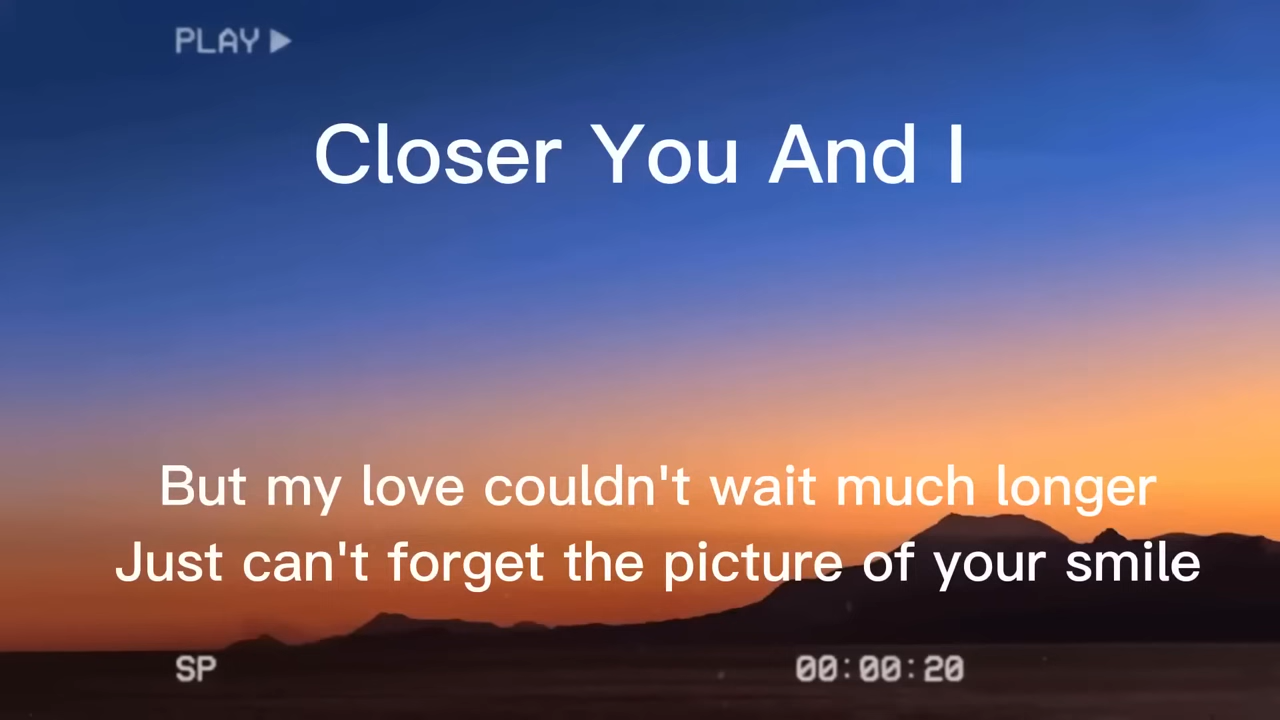 PLAY ▶
Closer You And I
But my love couldn't wait much longer
Just can't forget the picture of your smile
SP
00:00:20